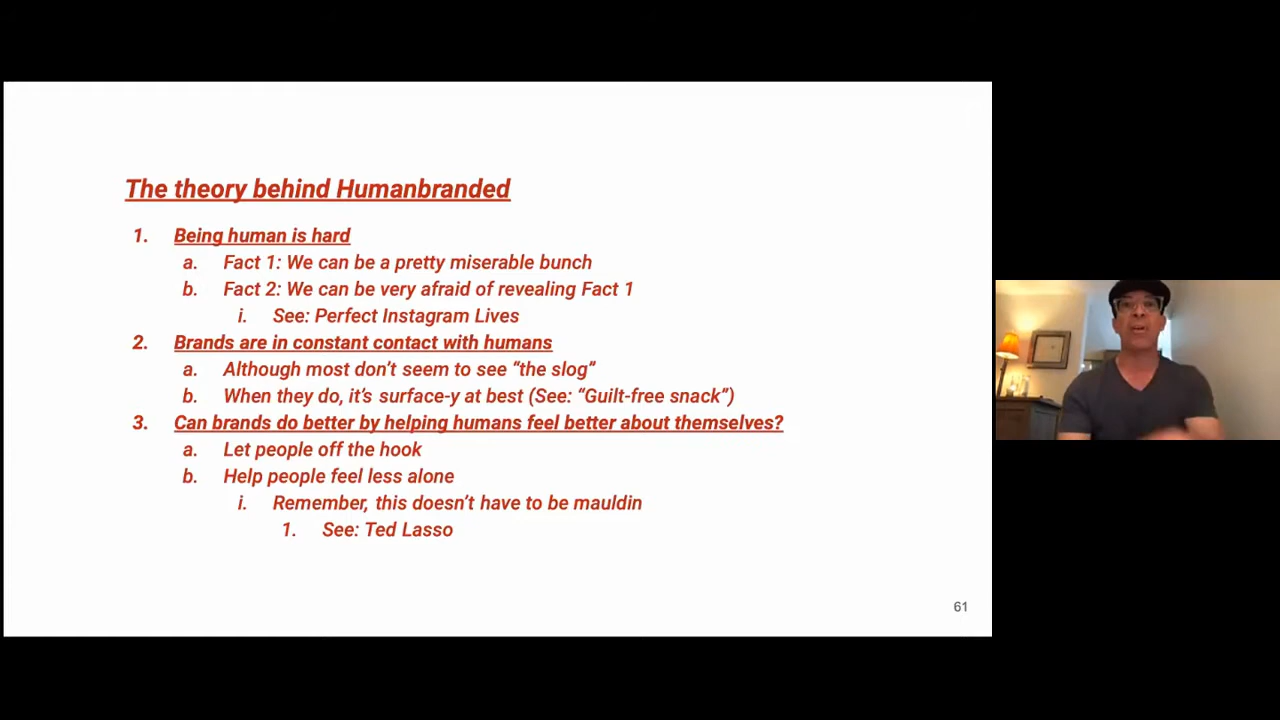 The theory behind Humanbranded
1. Being human is hard
a. Fact 1: We can be a pretty miserable bunch
b. Fact 2: We can be very afraid of revealing Fact 1
i. See: Perfect Instagram Lives
2. Brands are in constant contact with humans
a. Although most don’t seem to see “the slog”
b. When they do, it’s surface-y at best (See: “Guilt-free snack”)
3. Can brands do better by helping humans feel better about themselves?
a. Let people off the hook
b. Help people feel less alone
i. Remember, this doesn’t have to be mauldin
1. See: Ted Lasso
61